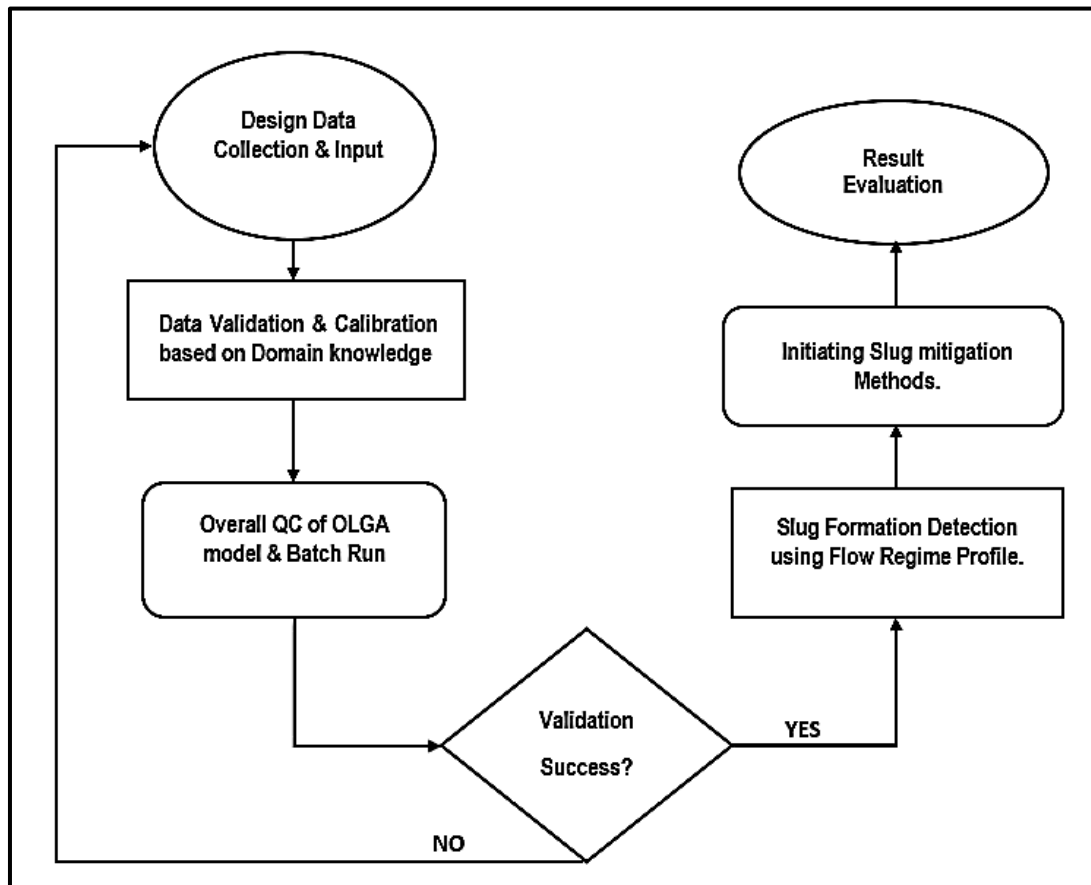 Design Data
Collection & Input
Data Validation & Calibration
based on Domain knowledge
Overall QC of OLGA
model & Batch Run
Validation
Success?
NO
YES
Slug Formation Detection
using Flow Regime Profile.
Initiating Slug mitigation
Methods.
Result
Evaluation